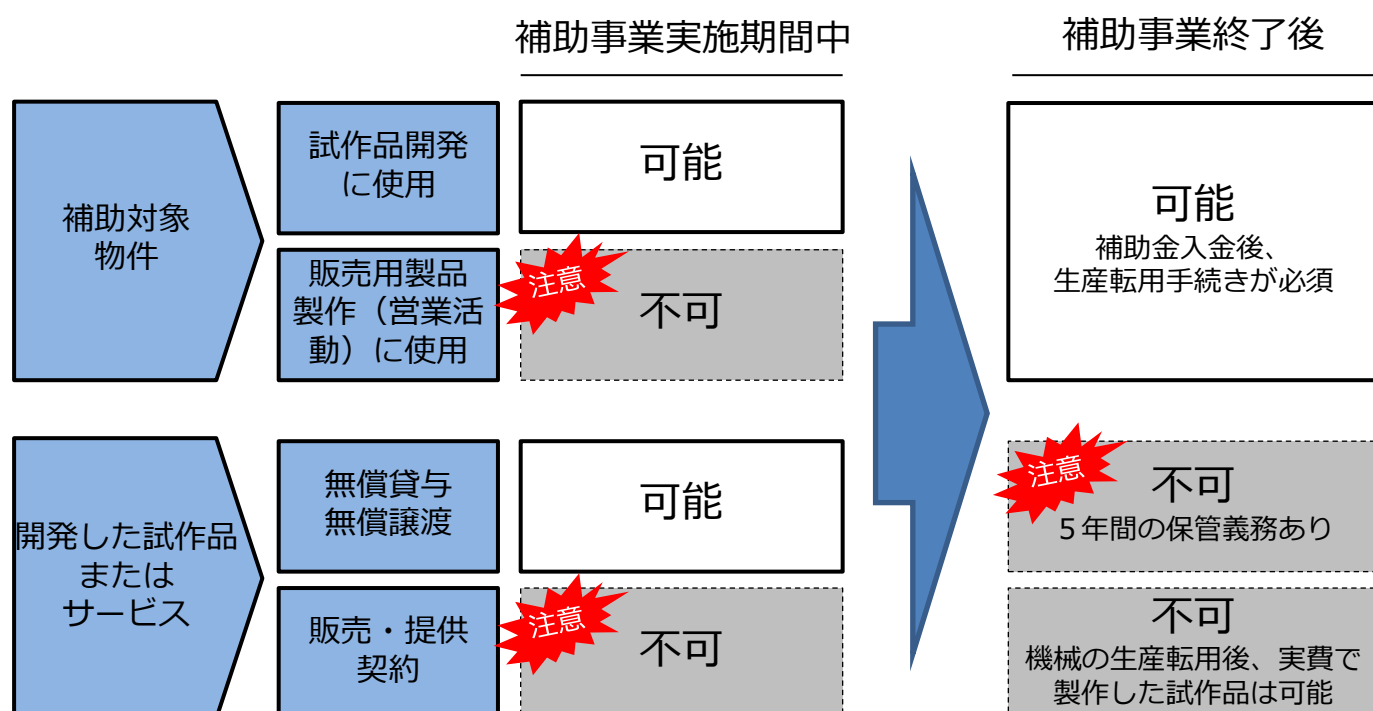 補助事業実施期間中
補助事業終了後
補助対象
物件
試作品開発
に使用
可能
販売用製品
製作（営業活
動）に使用
注意
不可
可能
補助金入金後、
生産転用手続きが必須
開発した試作品
または
サービス
無償貸与
無償譲渡
可能
販売・提供
契約
注意
不可
注意
不可
５年間の保管義務あり
不可
機械の生産転用後、実費で
製作した試作品は可能